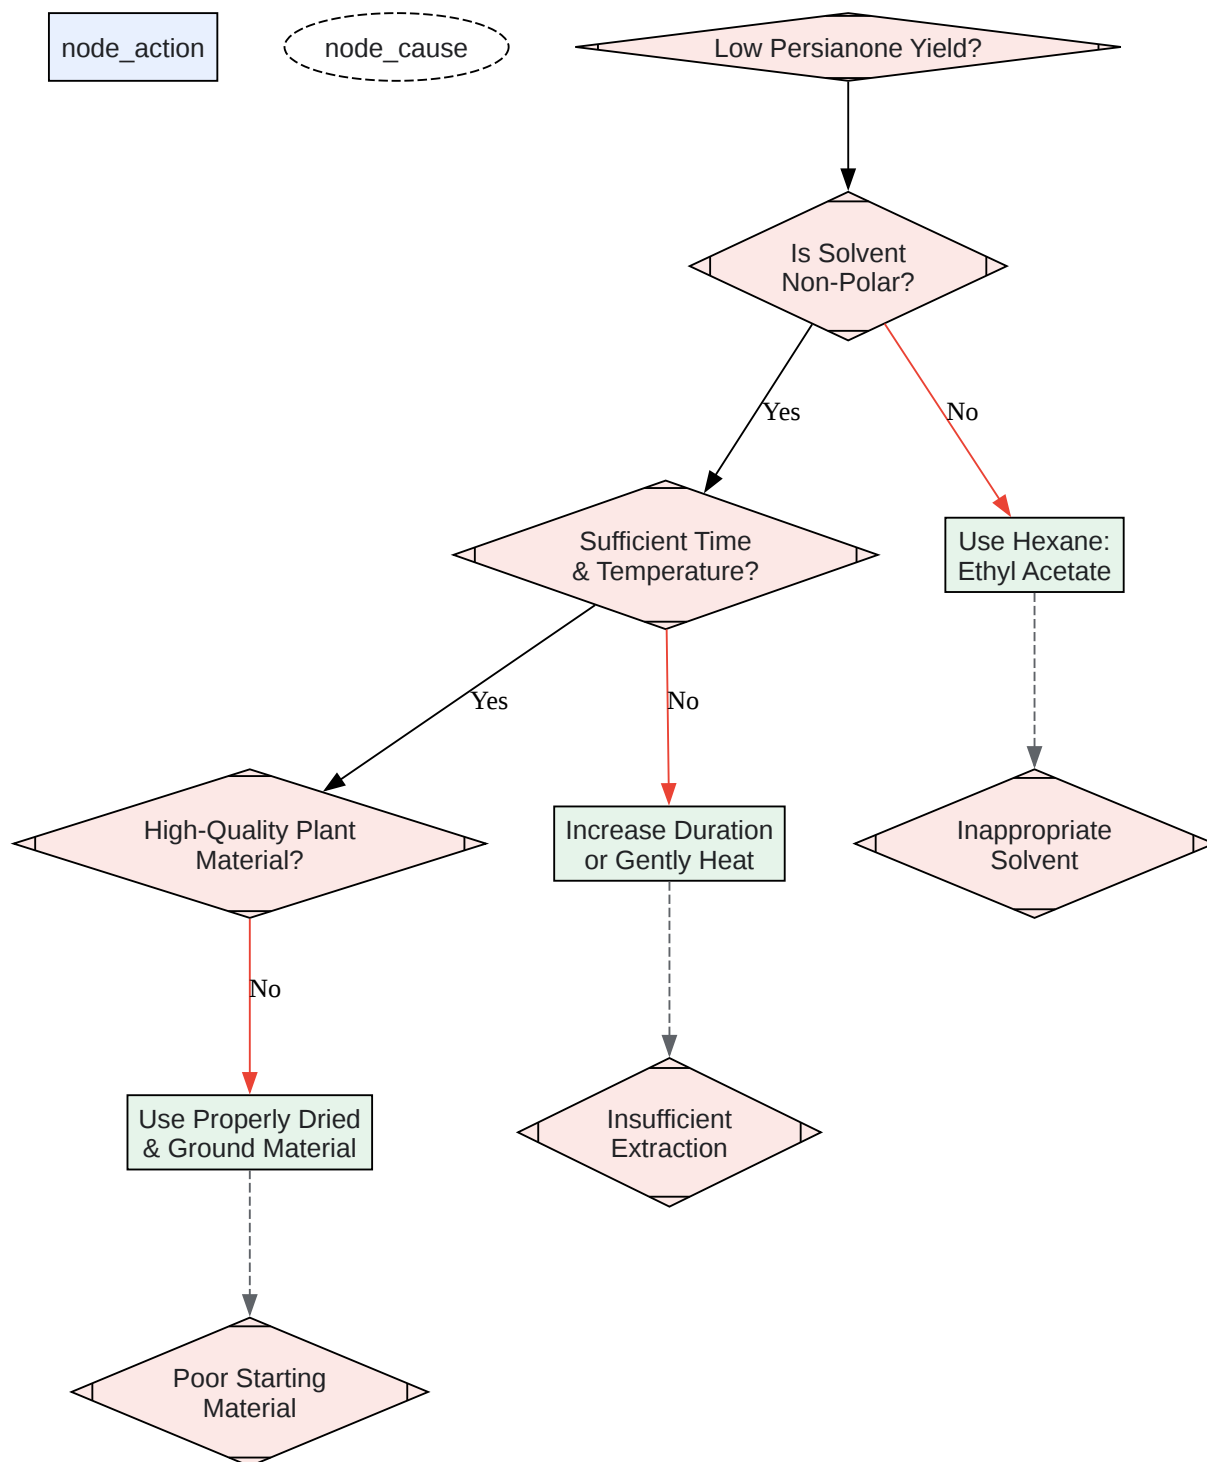 node_action
node_cause
Low Persianone Yield?
Is Solvent
Non-Polar?
Yes
No
Sufficient Time
& Temperature?
Use Hexane:
Ethyl Acetate
Yes
No
High-Quality Plant
Material?
Increase Duration
or Gently Heat
Inappropriate
Solvent
No
Use Properly Dried
& Ground Material
Insufficient
Extraction
Poor Starting
Material